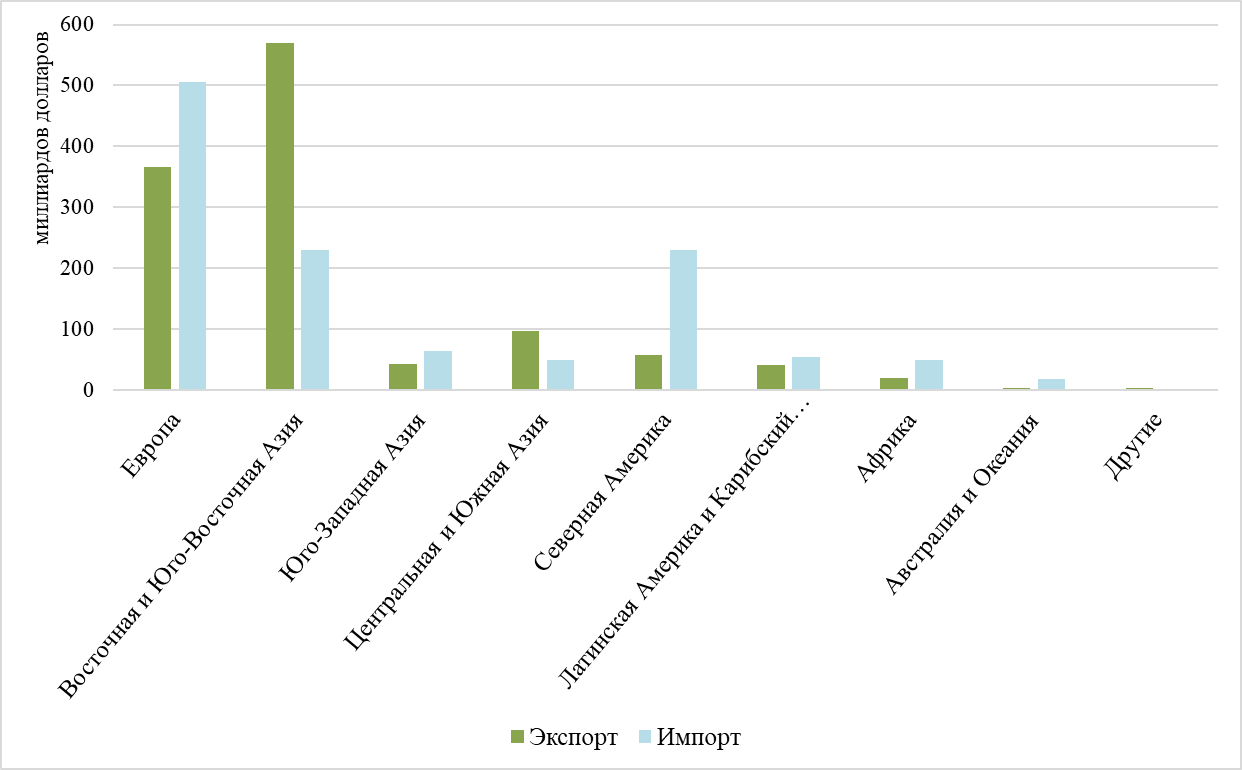 миллиардов долларов
600
500
400
300
200
100
0
Европа
Восточная и Юго-Восточная Азия
Юго-Западная Азия
Центральная и Южная Азия
Северная Америка
Латинская Америка и Карибский…
Африка
Австралия и Океания
Другие
Экспорт
Импорт